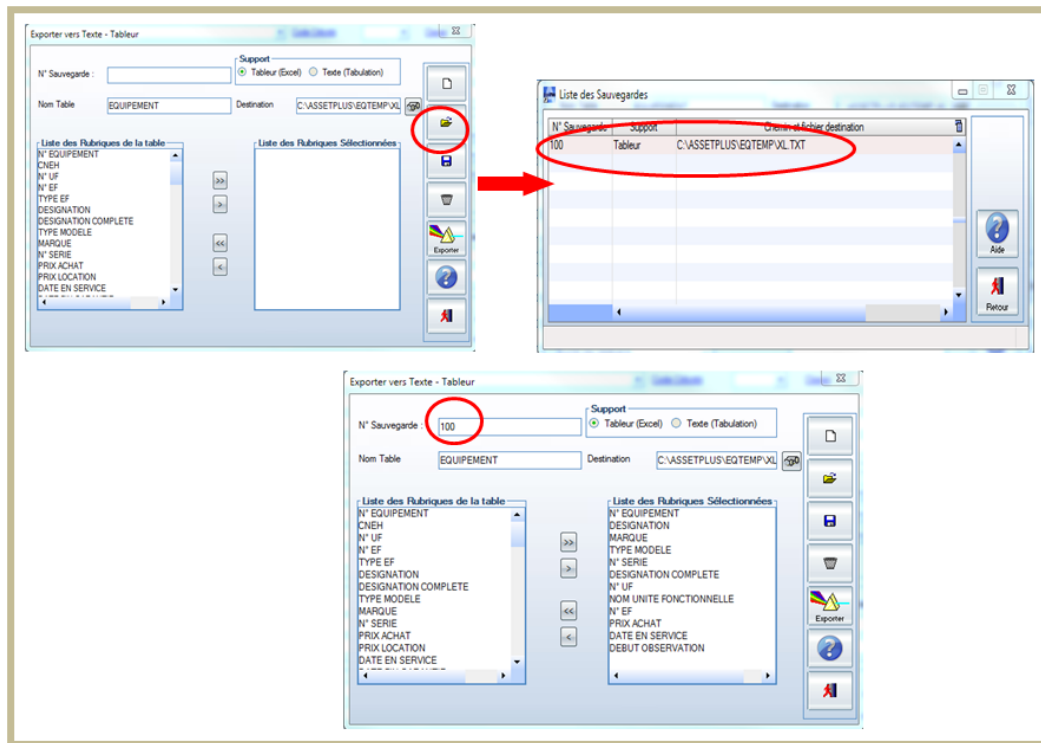 Exporter vers Texte - Tableur
N° Sauvegarde :
Support
Tableur (Excel) Texte (Tabulation)
Nom Table EQUIPEMENT Destination C:\ASSETPLUS\EQTEMP\XL
Liste des Rubriques de la table
N° EQUIPEMENT
CNEH
N° UF
N° EF
TYPE EF
DESIGNATION
DESIGNATION COMPLETE
TYPE MODELE
MARQUE
N° SERIE
PRIX ACHAT
PRIX LOCATION
DATE EN SERVICE
>>
>
<<
<
Liste des Rubriques Sélectionnées
Exporter
Liste des Sauvegardes
N° Sauvegarde Support Chemin et fichier destination
100 Tableur C:\ASSETPLUS\EQTEMP\XL.TXT
Aide
Retour
Exporter vers Texte - Tableur
N° Sauvegarde : 100
Support
Tableur (Excel) Texte (Tabulation)
Nom Table EQUIPEMENT Destination C:\ASSETPLUS\EQTEMP\XL
Liste des Rubriques de la table
N° EQUIPEMENT
CNEH
N° UF
N° EF
TYPE EF
DESIGNATION
DESIGNATION COMPLETE
TYPE MODELE
MARQUE
N° SERIE
PRIX ACHAT
PRIX LOCATION
DATE EN SERVICE
>>
>
<<
<
Liste des Rubriques Sélectionnées
N° EQUIPEMENT
DESIGNATION
MARQUE
TYPE MODELE
N° SERIE
DESIGNATION COMPLETE
N° UF
NOM UNITE FONCTIONNELLE
N° EF
PRIX ACHAT
DATE EN SERVICE
DEBUT OBSERVATION
Exporter